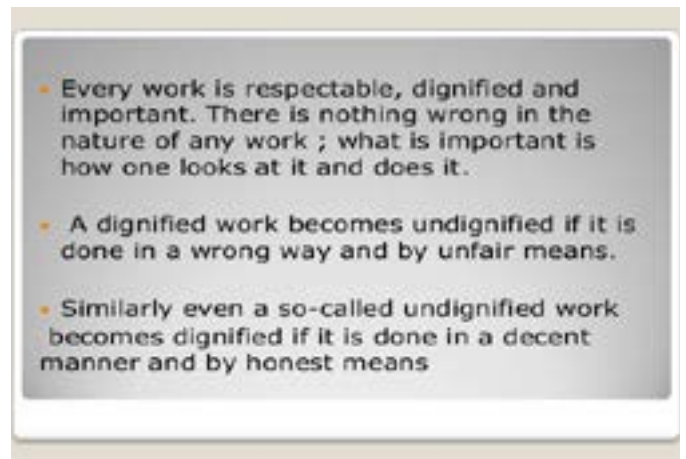 • Every work is respectable, dignified and
important. There is nothing wrong in the
nature of any work ; what is important is
how one looks at it and does it.
• A dignified work becomes undignified if it is
done in a wrong way and by unfair means.
• Similarly even a so-called undignified work
becomes dignified if it is done in a decent
manner and by honest means